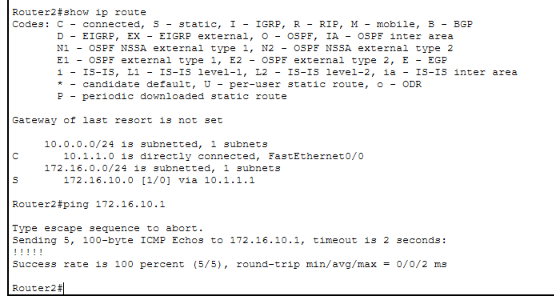 Router2#show ip route
Codes: C - connected, S - static, I - IGRP, R - RIP, M - mobile, B - BGP
       D - EIGRP, EX - EIGRP external, O - OSPF, IA - OSPF inter area
       N1 - OSPF NSSA external type 1, N2 - OSPF NSSA external type 2
       E1 - OSPF external type 1, E2 - OSPF external type 2, E - EGP
       i - IS-IS, L1 - IS-IS level-1, L2 - IS-IS level-2, ia - IS-IS inter area
       * - candidate default, U - per-user static route, o - ODR
       P - periodic downloaded static route
Gateway of last resort is not set
     10.0.0.0/24 is subnetted, 1 subnets
C       10.1.1.0 is directly connected, FastEthernet0/0
     172.16.0.0/24 is subnetted, 1 subnets
S       172.16.10.0 [1/0] via 10.1.1.1
Router2#ping 172.16.10.1
Type escape sequence to abort.
Sending 5, 100-byte ICMP Echos to 172.16.10.1, timeout is 2 seconds:
!!!!!
Success rate is 100 percent (5/5), round-trip min/avg/max = 0/0/2 ms
Router2#